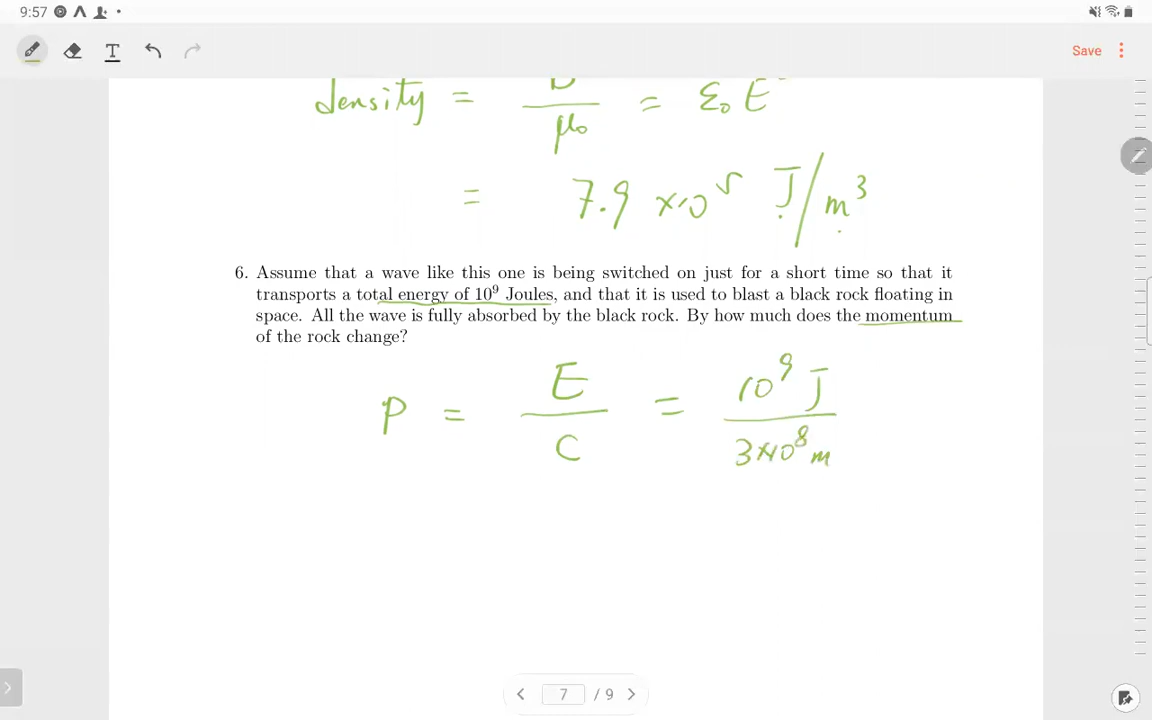 9:57
Save
density = B / μ₀ = ε₀ E
= 7.9 × 10⁵ J/m³
6. Assume that a wave like this one is being switched on just for a short time so that it
transports a total energy of 10⁹ Joules, and that it is used to blast a black rock floating in
space. All the wave is fully absorbed by the black rock. By how much does the momentum
of the rock change?
P = E / C = 10⁹ J / 3×10⁸ m
7 / 9